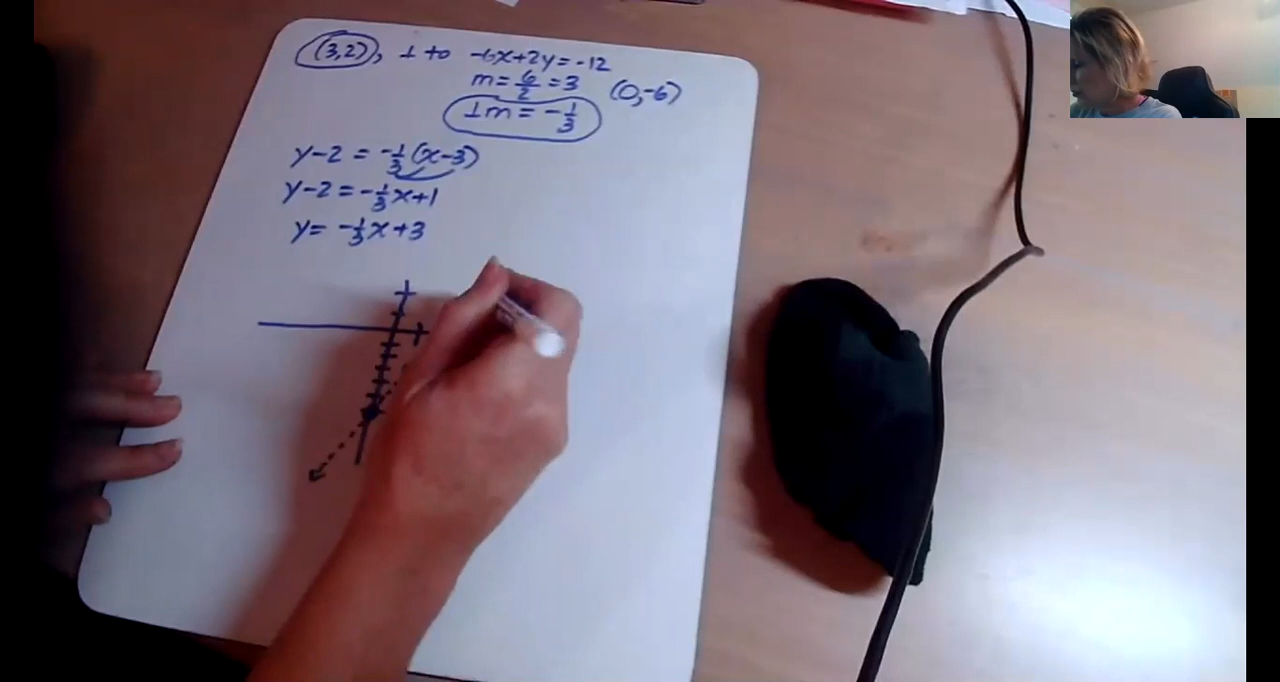 (3,2), ⊥ to -6x+2y=-12
m=6/2=3 (0,-6)
⊥m=-1/3
y-2=-1/3(x-3)
y-2=-1/3x+1
y=-1/3x+3